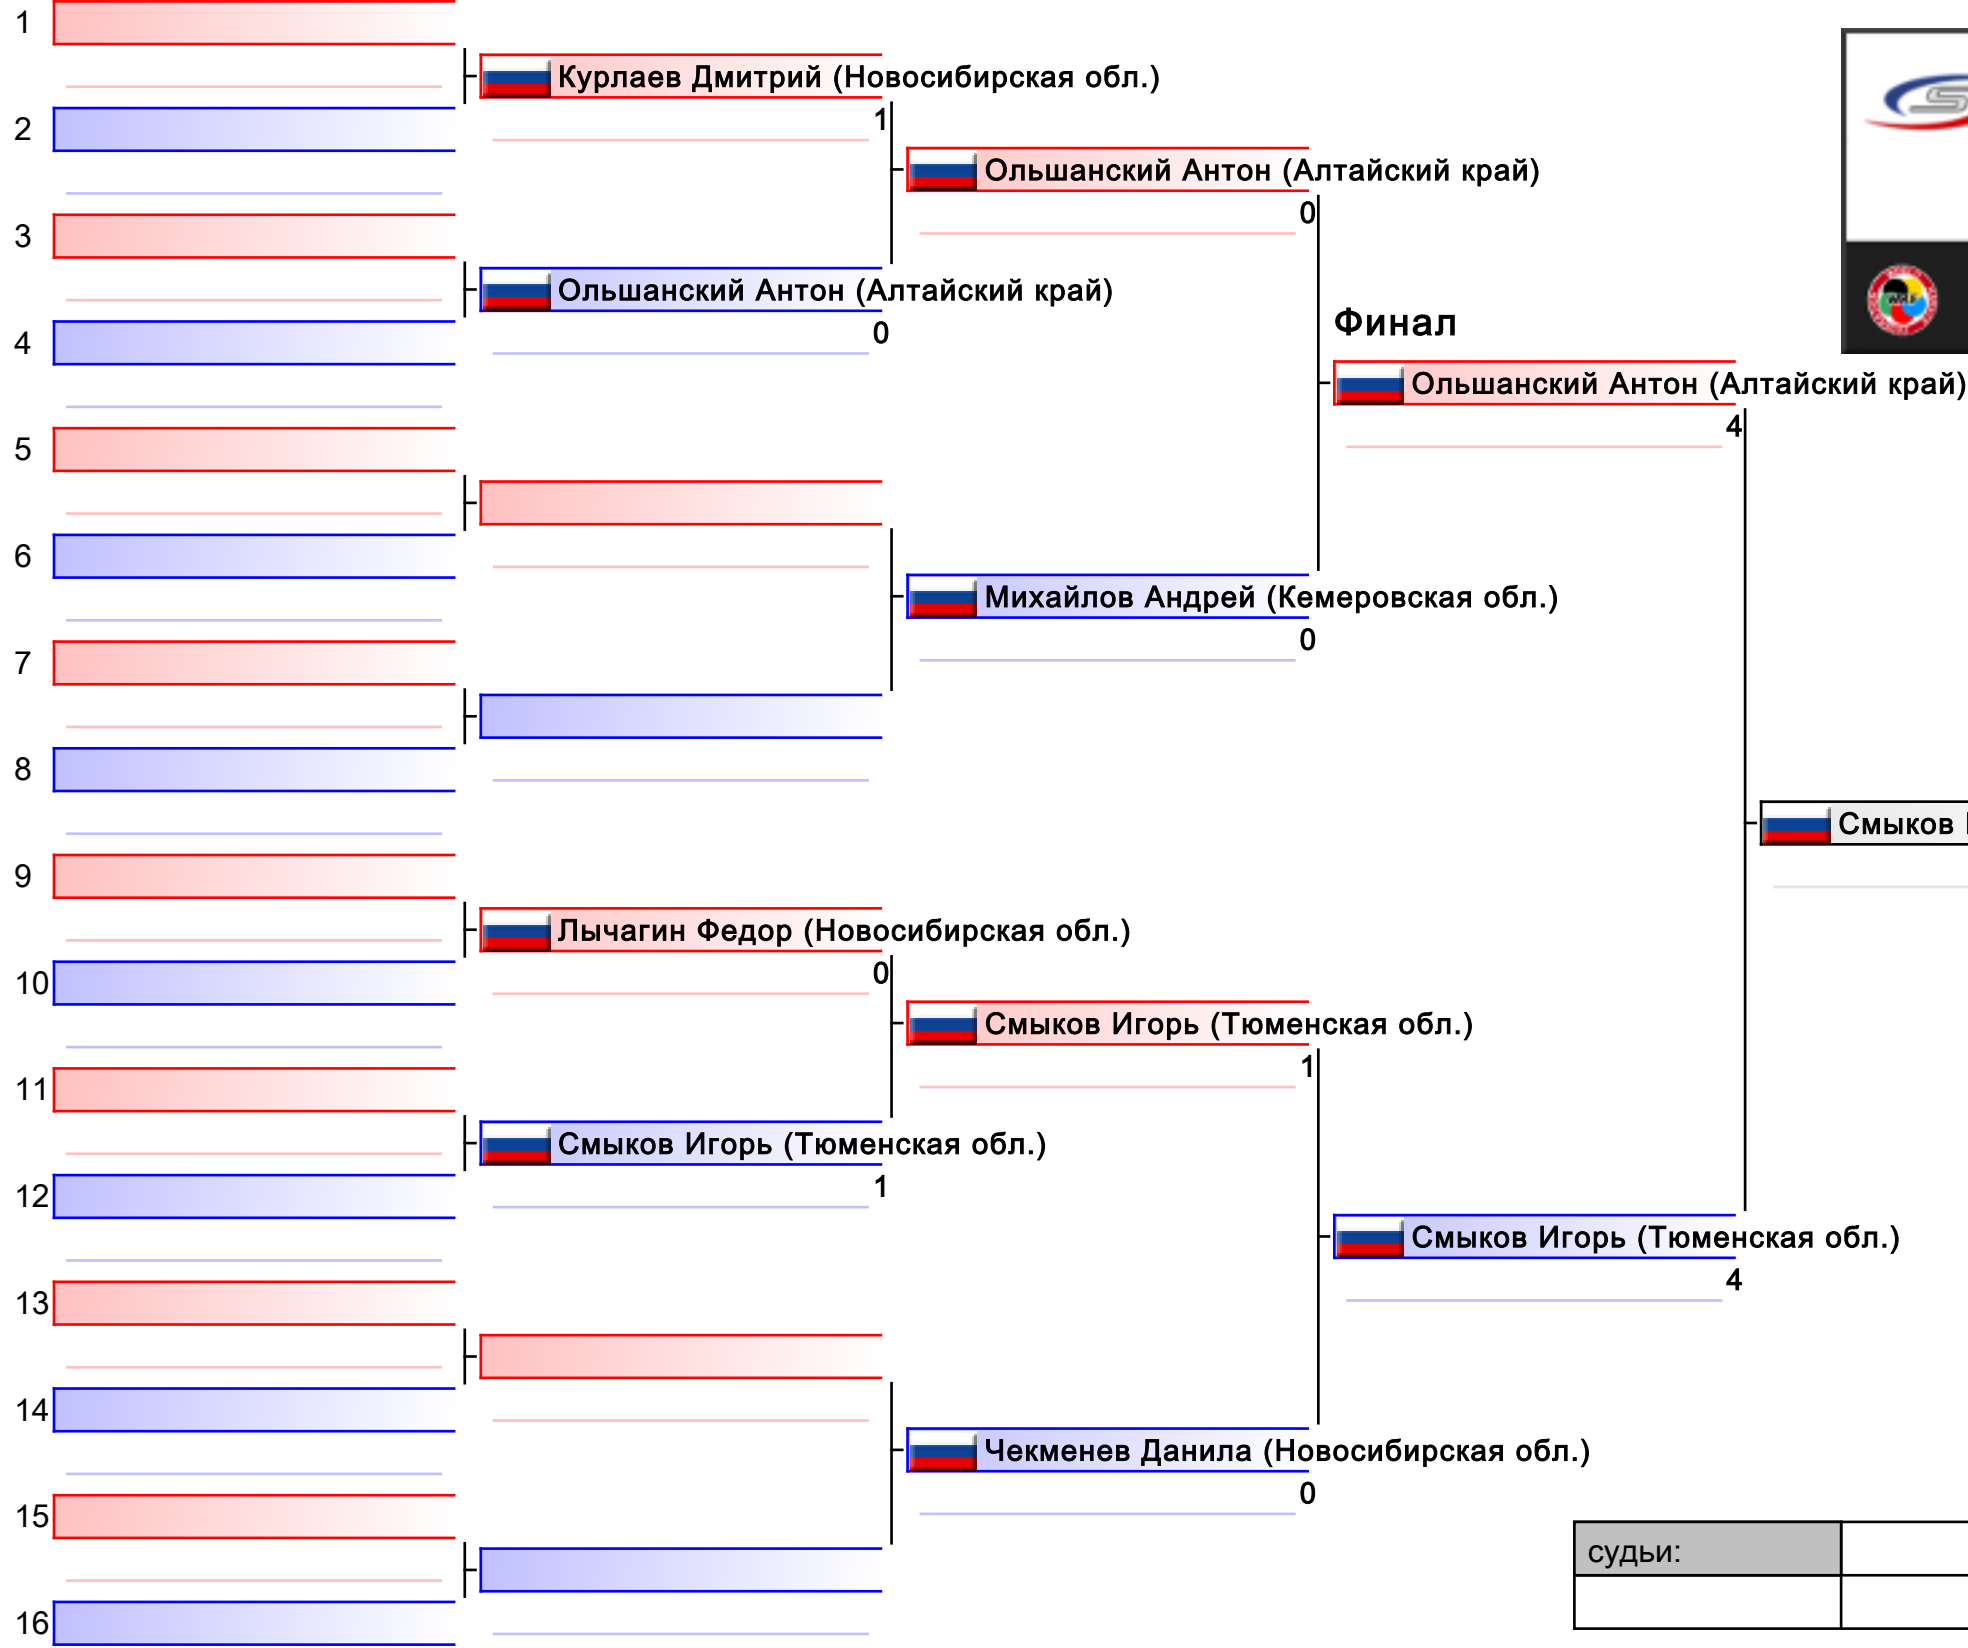 1
Курлаев Дмитрий (Новосибирская обл.)
1
2
Ольшанский Антон (Алтайский край)
0
3
Ольшанский Антон (Алтайский край)
0
4
Финал
Ольшанский Антон (Алтайский край)
4
5
6
Михайлов Андрей (Кемеровская обл.)
0
7
8
Смыков
9
Лычагин Федор (Новосибирская обл.)
0
10
Смыков Игорь (Тюменская обл.)
1
11
Смыков Игорь (Тюменская обл.)
1
12
Смыков Игорь (Тюменская обл.)
4
13
14
Чекменев Данила (Новосибирская обл.)
0
15
судьи:
16